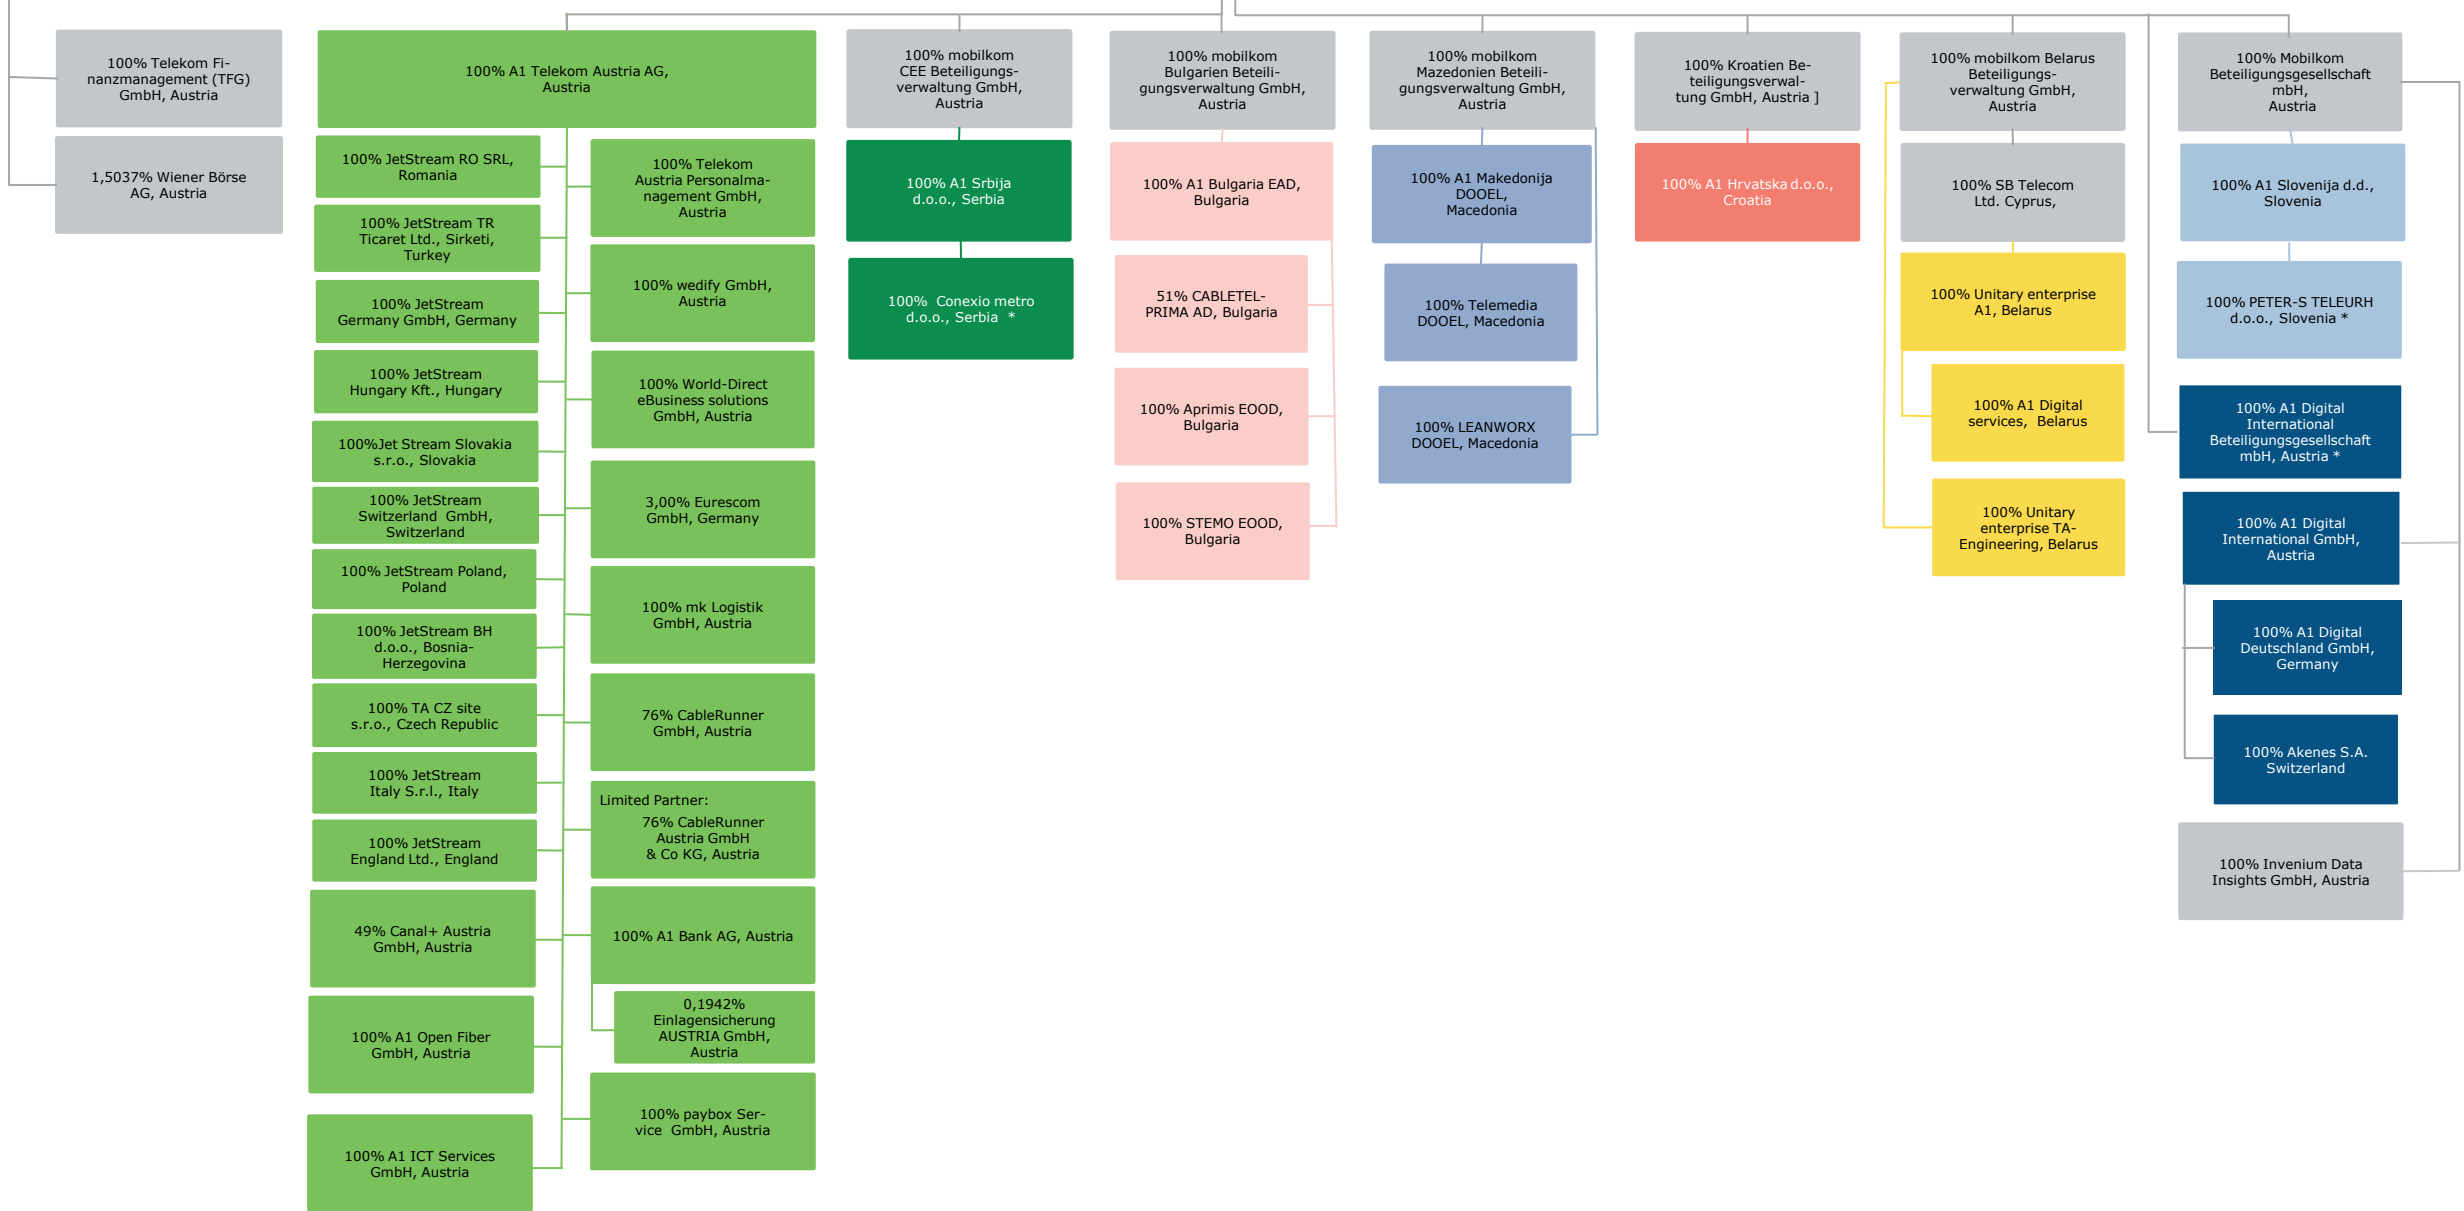 100% Telekom Fi-
nanzmanagement (TFG)
GmbH, Austria
1,5037% Wiener Börse
AG, Austria
100% A1 Telekom Austria AG,
Austria
100% JetStream RO SRL,
Romania
100% JetStream TR
Ticaret Ltd., Sirketi,
Turkey
100% JetStream
Germany GmbH, Germany
100% JetStream
Hungary Kft., Hungary
100%Jet Stream Slovakia
s.r.o., Slovakia
100% JetStream
Switzerland  GmbH,
Switzerland
100% JetStream Poland,
Poland
100% JetStream BH
d.o.o., Bosnia-
Herzegovina
100% TA CZ site
s.r.o., Czech Republic
100% JetStream
Italy S.r.l., Italy
100% JetStream
England Ltd., England
49% Canal+ Austria
GmbH, Austria
100% A1 Open Fiber
GmbH, Austria
100% A1 ICT Services
GmbH, Austria
100% Telekom
Austria Personalma-
nagement GmbH,
Austria
100% wedify GmbH,
Austria
100% World-Direct
eBusiness solutions
GmbH, Austria
3,00% Eurescom
GmbH, Germany
100% mk Logistik
GmbH, Austria
76% CableRunner
GmbH, Austria
Limited Partner:
76% CableRunner
Austria GmbH
& Co KG, Austria
100% A1 Bank AG, Austria
0,1942%
Einlagensicherung
AUSTRIA GmbH,
Austria
100% paybox Ser-
vice  GmbH, Austria
100% mobilkom
CEE Beteiligungs-
verwaltung GmbH,
Austria
100% A1 Srbija
d.o.o., Serbia
100%  Conexio metro
d.o.o., Serbia  *
100% mobilkom
Bulgarien Beteili-
gungsverwaltung GmbH,
Austria
100% A1 Bulgaria EAD,
Bulgaria
51% CABLETEL-
PRIMA AD, Bulgaria
100% Aprimis EOOD,
Bulgaria
100% STEMO EOOD,
Bulgaria
100% mobilkom
Mazedonien Beteili-
gungsverwaltung GmbH,
Austria
100% A1 Makedonija
DOOEL,
Macedonia
100% Telemedia
DOOEL, Macedonia
100% LEANWORX
DOOEL, Macedonia
100% Kroatien Be-
teiligungsverwal-
tung GmbH, Austria ]
100% A1 Hrvatska d.o.o.,
Croatia
100% mobilkom Belarus
Beteiligungs-
verwaltung GmbH,
Austria
100% SB Telecom
Ltd. Cyprus,
100% Unitary enterprise
A1, Belarus
100% A1 Digital
services,  Belarus
100% Unitary
enterprise TA-
Engineering, Belarus
100% Mobilkom
Beteiligungsgesellschaft
mbH,
Austria
100% A1 Slovenija d.d.,
Slovenia
100% PETER-S TELEURH
d.o.o., Slovenia *
100% A1 Digital
International
Beteiligungsgesellschaft
mbH, Austria *
100% A1 Digital
International GmbH,
Austria
100% A1 Digital
Deutschland GmbH,
Germany
100% Akenes S.A.
Switzerland
100% Invenium Data
Insights GmbH, Austria